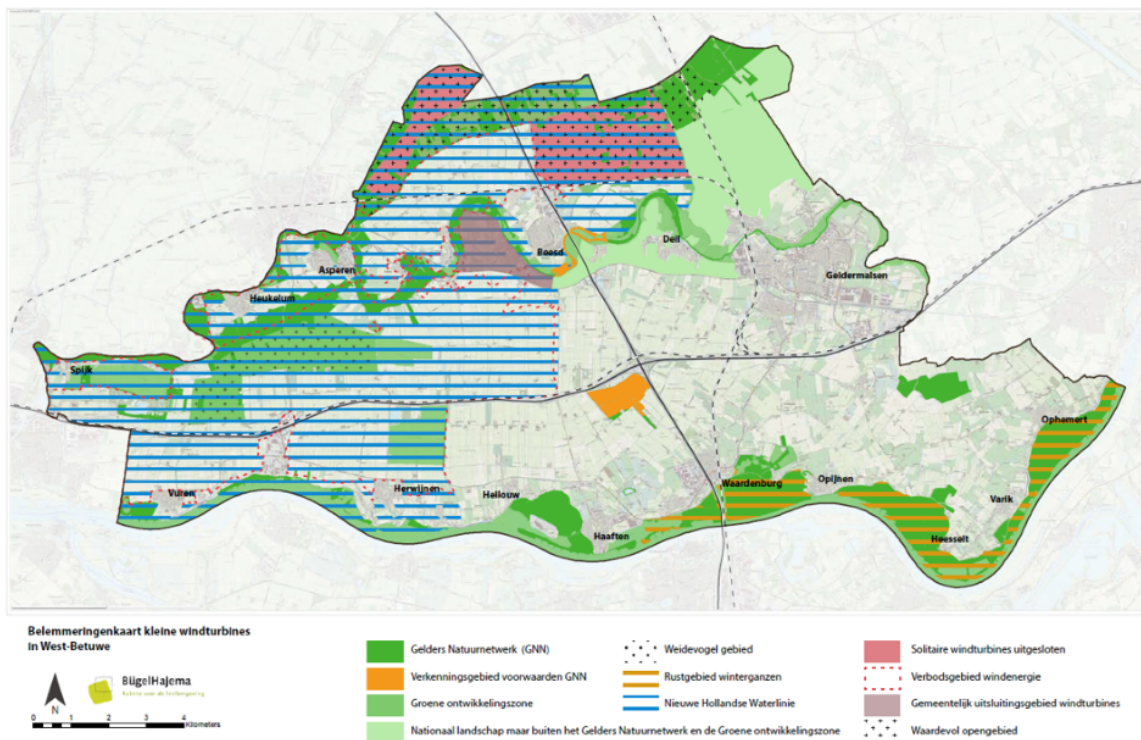 Beesd
Deil
Asperen
Geldermalsen
Heukelum
Spijk
Ophemert
Waardenburg
Opijnen
Vuren
Herwijnen
Hellouw
Varik
Haaften
Heesselt
Belemmeringenkaart kleine windturbines
in West-Betuwe
BügelHajema
N
0 1 2 3 4
Kilometers
Gelders Natuurnetwerk (GNN)
Verkenningsgebied voorwaarden GNN
Groene ontwikkelingszone
Nationaal landschap maar buiten het Gelders Natuurnetwerk en de Groene ontwikkelingszone
Weidevogel gebied
Rustgebied winterganzen
Nieuwe Hollandse Waterlinie
Solitaire windturbines uitgesloten
Verbodsgebied windenergie
Gemeentelijk uitsluitingsgebied windturbines
Waardevol opengebied